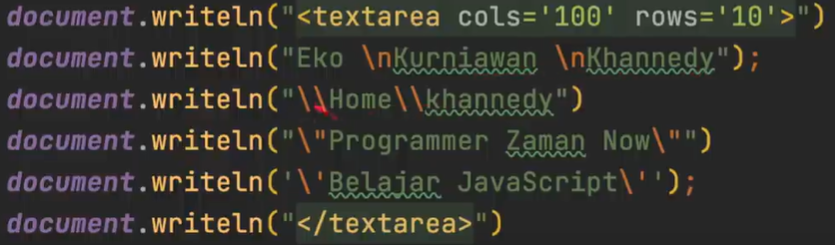 document.writeln("<textarea cols='100' rows='10'>")
document.writeln("Eko \nKurniawan \nKhannedy");
document.writeln("\\Home\\khannedy")
document.writeln("\"Programmer Zaman Now\"")
document.writeln('\'Belajar JavaScript\'');
document.writeln("</textarea>")